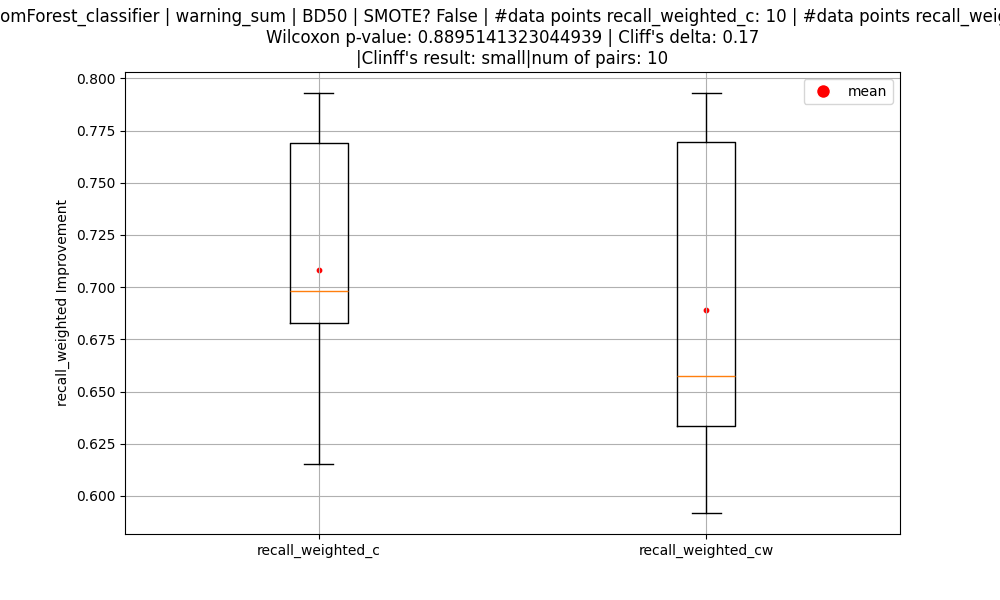 omForest_classifier | warning_sum | BD50 | SMOTE? False | #data points recall_weighted_c: 10 | #data points recall_wei
Wilcoxon p-value: 0.8895141323044939 | Cliff's delta: 0.17
|Clinff's result: small|num of pairs: 10
mean
0.800
0.775
0.750
0.725
0.700
0.675
0.650
0.625
0.600
recall_weighted Improvement
recall_weighted_c
recall_weighted_cw